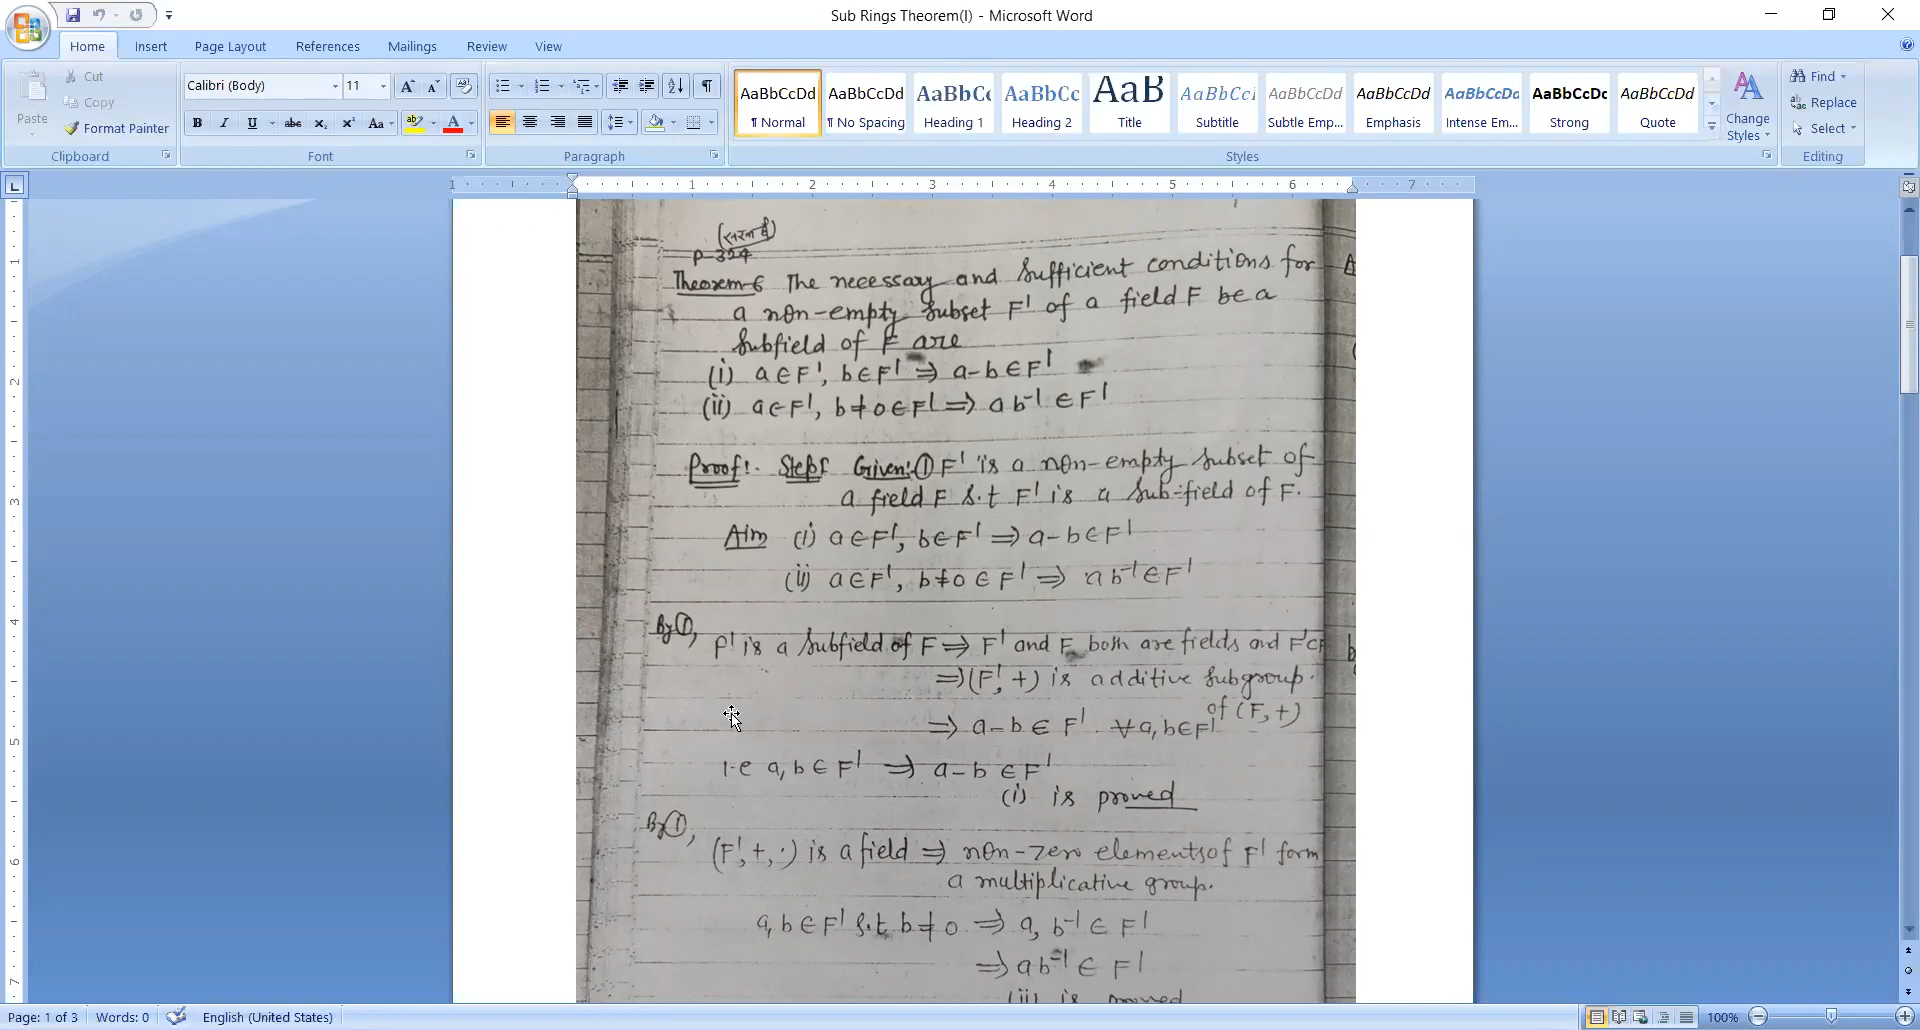 Sub Rings Theorem(I) - Microsoft Word
Home Insert Page Layout References Mailings Review View
Cut
Copy
Paste
Format Painter
Clipboard
Calibri (Body) 11
Font
Paragraph
AaBbCcDd AaBbCcDd AaBbCc AaBbCc AaB AaBbCcI AaBbCcDd AaBbCcDd AaBbCcDc AaBbCcDc AaBbCcDd
¶ Normal ¶ No Spacing Heading 1 Heading 2 Title Subtitle Subtle Emp... Emphasis Intense Em... Strong Quote
Styles
Change Styles
Find
Replace
Select
Editing
P-324
Theorem-6 The necessary and sufficient conditions for
a non-empty subset F' of a field F be a
subfield of F are
(i) a∈F', b∈F' ⇒ a-b∈F'
(ii) a∈F', b≠0∈F' ⇒ ab⁻¹ ∈F'
Proof:- Step I Given:① F' is a non-empty subset of
a field F s.t F' is a sub-field of F.
Aim (i) a∈F', b∈F' ⇒ a-b∈F'
(ii) a∈F', b≠0 ∈F' ⇒ ab⁻¹∈F'
By①,
F' is a subfield of F ⇒ F' and F both are fields and F'⊂F
⇒(F', +) is additive subgroup.
of (F, +)
⇒ a-b ∈ F' ∀ a, b∈F'
i.e a, b ∈ F' ⇒ a-b ∈F'
(i) is proved
By①,
(F', +, ·) is a field ⇒ non-zero elements of F' form
a multiplicative group.
a, b ∈F' s.t b≠0 ⇒ a, b⁻¹ ∈ F'
⇒ ab⁻¹ ∈ F'
(ii) is proved
Page: 1 of 3 Words: 0 English (United States) 100%